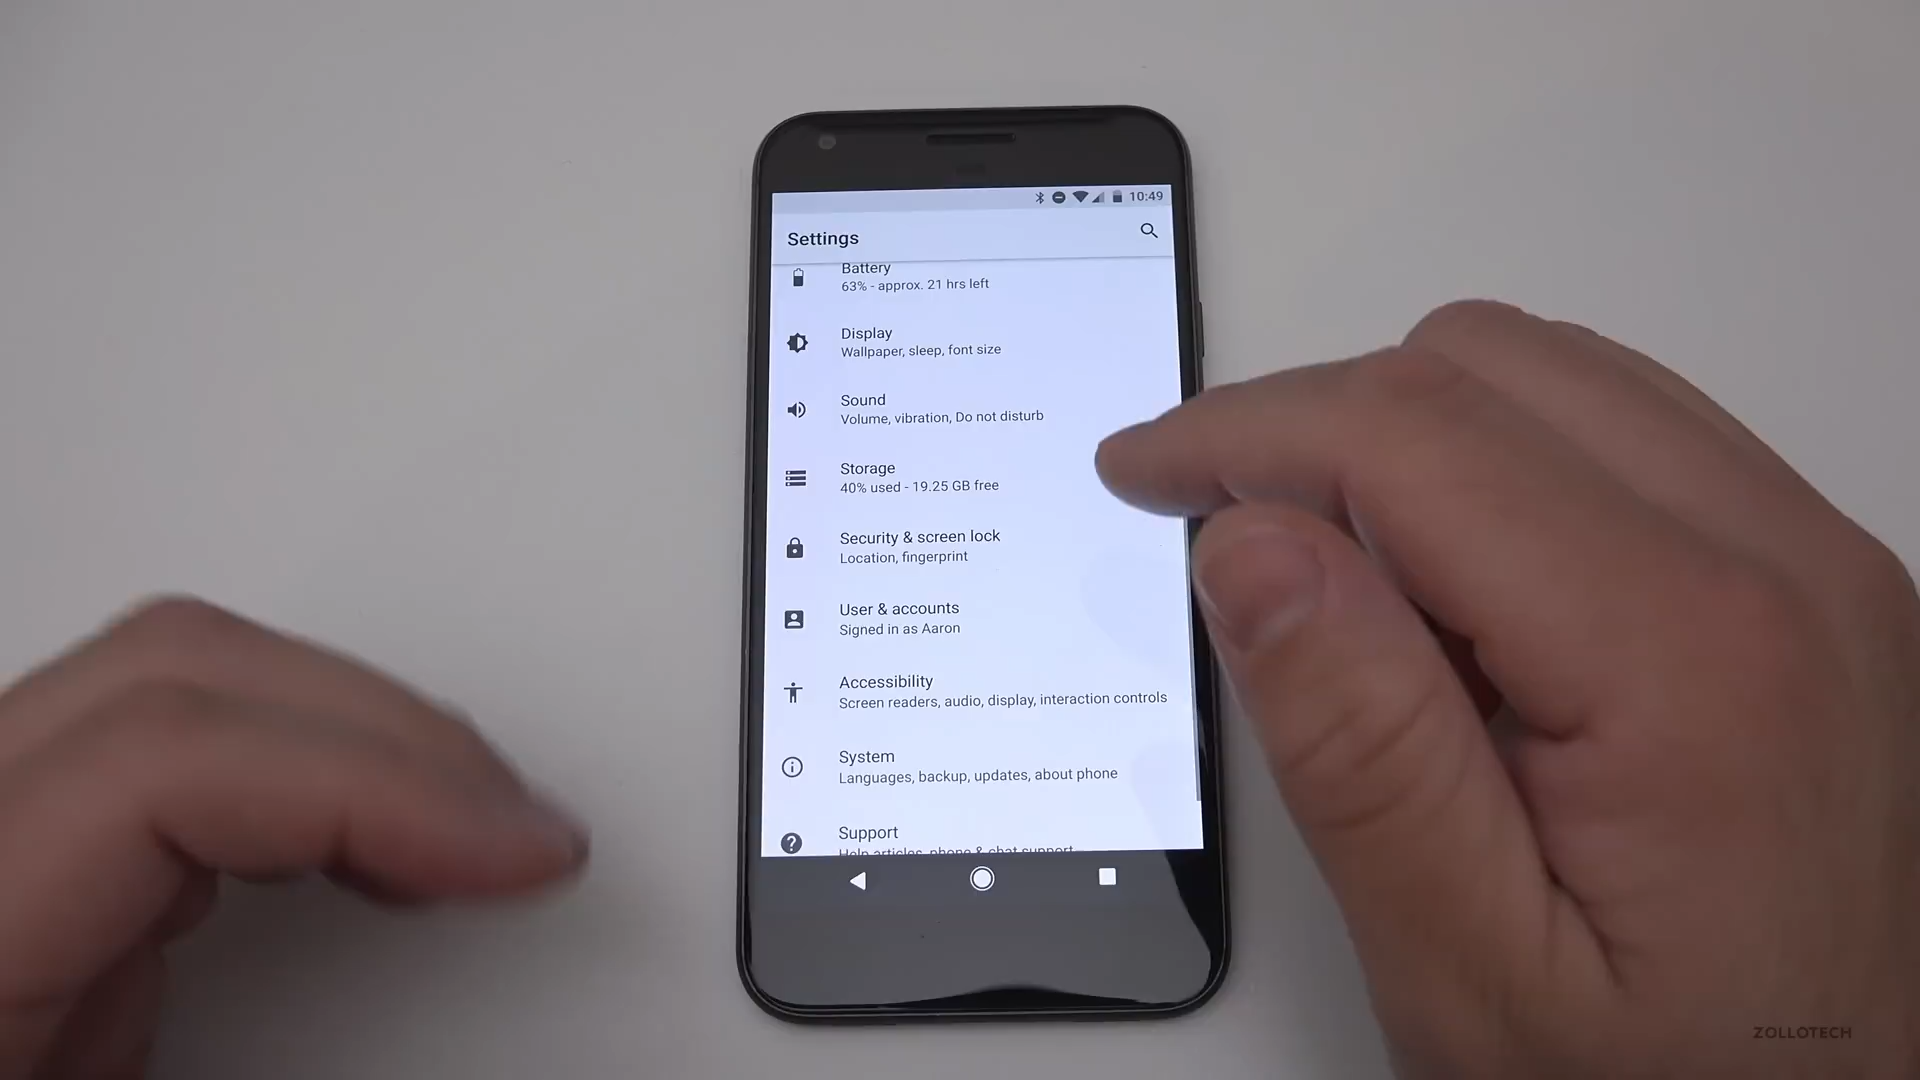 10:49
Settings
Battery
63% - approx. 21 hrs left
Display
Wallpaper, sleep, font size
Sound
Volume, vibration, Do not disturb
Storage
40% used - 19.25 GB free
Security & screen lock
Location, fingerprint
User & accounts
Signed in as Aaron
Accessibility
Screen readers, audio, display, interaction controls
System
Languages, backup, updates, about phone
Support
Help articles, phone & chat support
ZOLLOTECH